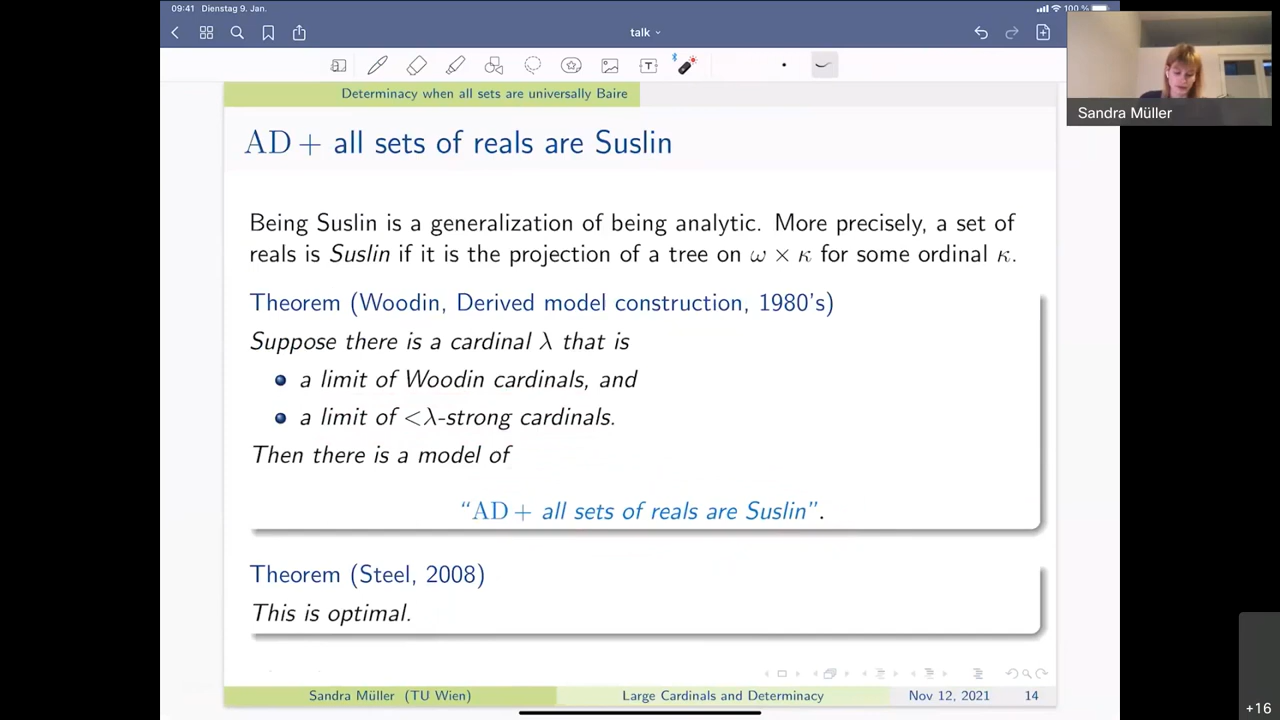 09:41 Dienstag 9. Jan.
100 %
talk
Sandra Müller
Determinacy when all sets are universally Baire
AD + all sets of reals are Suslin
Being Suslin is a generalization of being analytic. More precisely, a set of
reals is Suslin if it is the projection of a tree on ω × κ for some ordinal κ.
Theorem (Woodin, Derived model construction, 1980's)
Suppose there is a cardinal λ that is
a limit of Woodin cardinals, and
a limit of <λ-strong cardinals.
Then there is a model of
“AD + all sets of reals are Suslin”.
Theorem (Steel, 2008)
This is optimal.
Sandra Müller (TU Wien) Large Cardinals and Determinacy Nov 12, 2021 14
+16